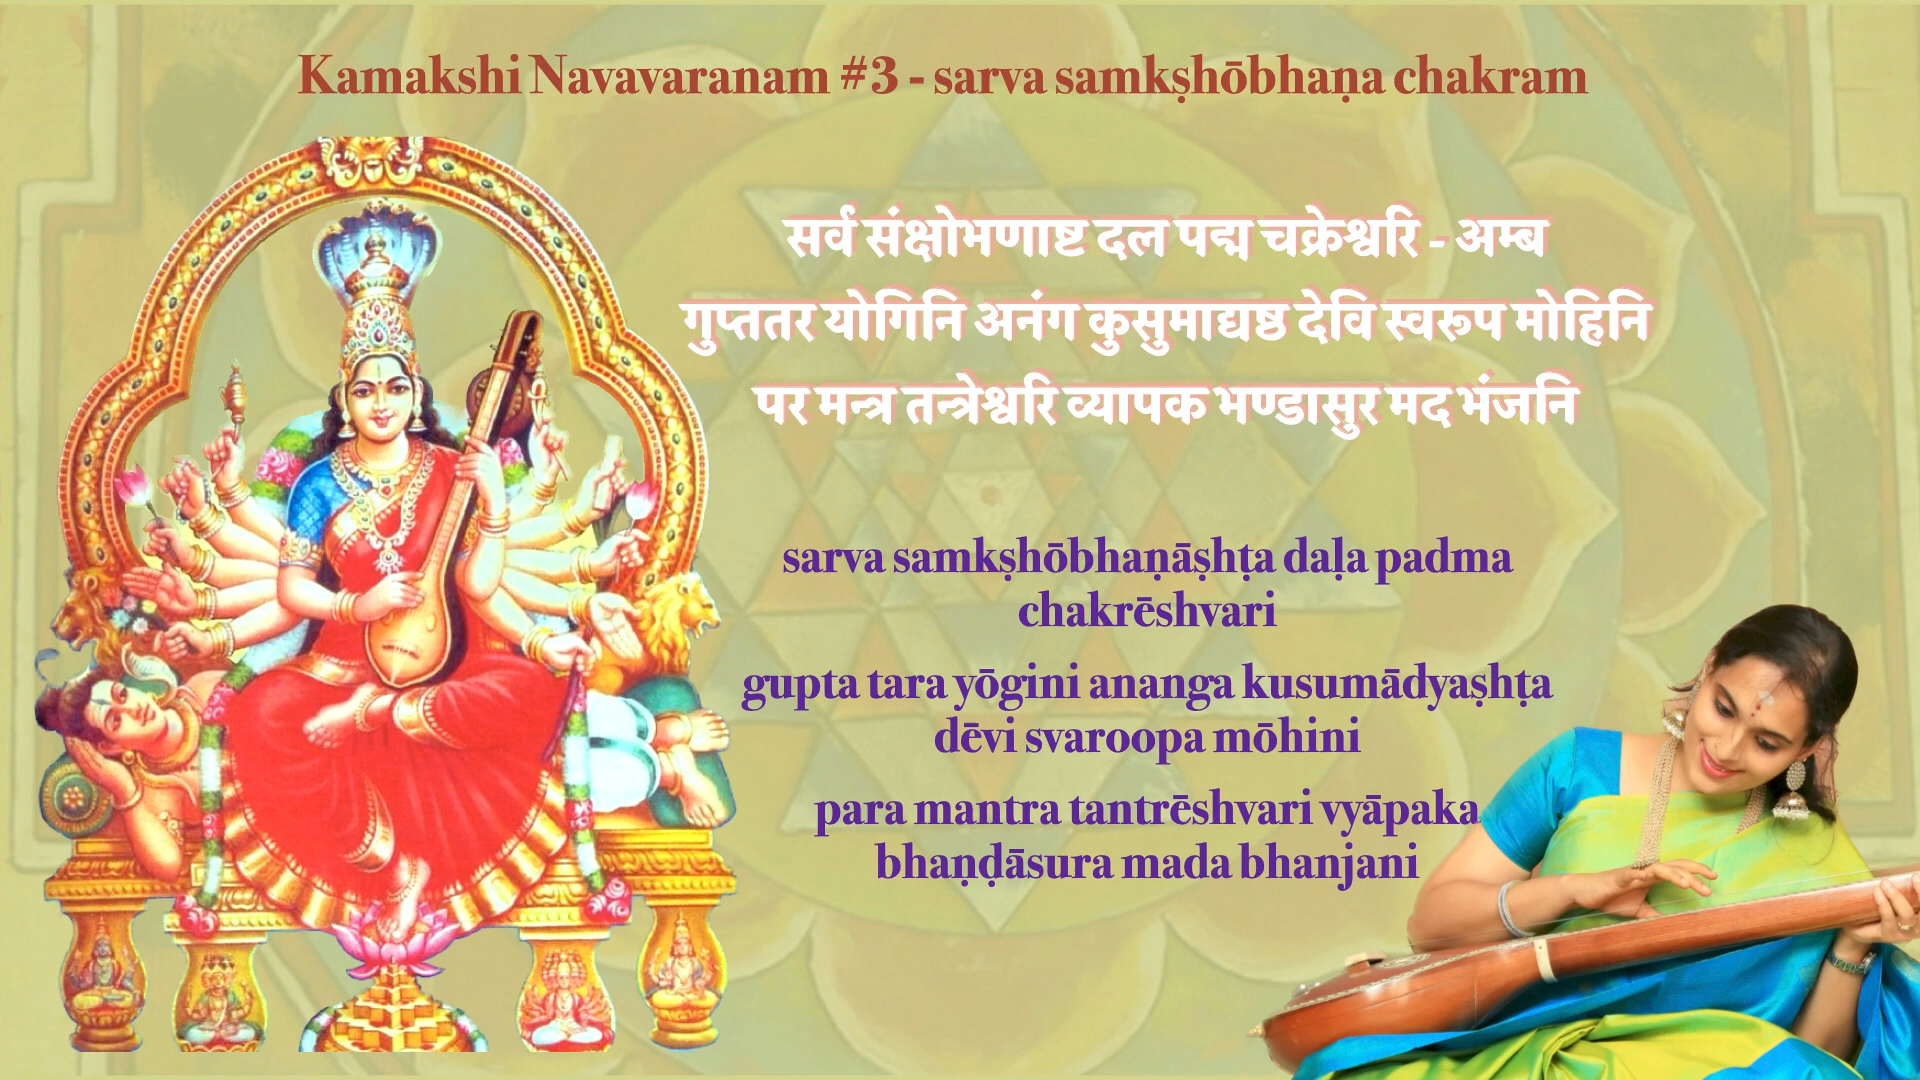 Kamakshi Navavaranam #3 - sarva samkṣhōbhaṇa chakram
सर्व संक्षोभणाष्ट दल पद्म चक्रेश्वरि - अम्ब
गुप्ततर योगिनि अनंग कुसुमाद्यष्ठ देवि स्वरूप मोहिनि
पर मन्त्र तन्त्रेश्वरि व्यापक भण्डासुर मद भंजनि
sarva samkṣhōbhaṇāṣhṭa daḷa padma
chakrēshvari
gupta tara yōgini ananga kusumādyaṣhṭa
dēvi svaroopa mōhini
para mantra tantrēshvari vyāpaka
bhaṇḍāsura mada bhanjani